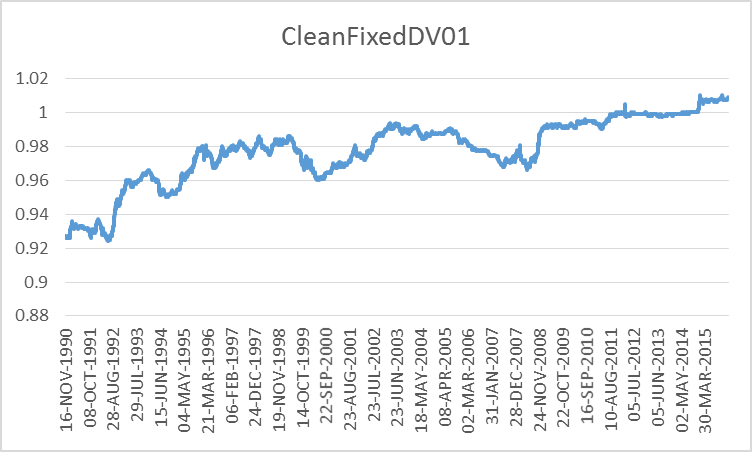 CleanFixedDV01
1.02
1
0.98
0.96
0.94
0.92
0.9
0.88
16-NOV-1990
08-OCT-1991
28-AUG-1992
29-JUL-1993
15-JUN-1994
04-MAY-1995
21-MAR-1996
06-FEB-1997
24-DEC-1997
19-NOV-1998
14-OCT-1999
22-SEP-2000
23-AUG-2001
23-JUL-2002
23-JUN-2003
18-MAY-2004
08-APR-2005
02-MAR-2006
31-JAN-2007
28-DEC-2007
24-NOV-2008
22-OCT-2009
16-SEP-2010
10-AUG-2011
05-JUL-2012
05-JUN-2013
02-MAY-2014
30-MAR-2015